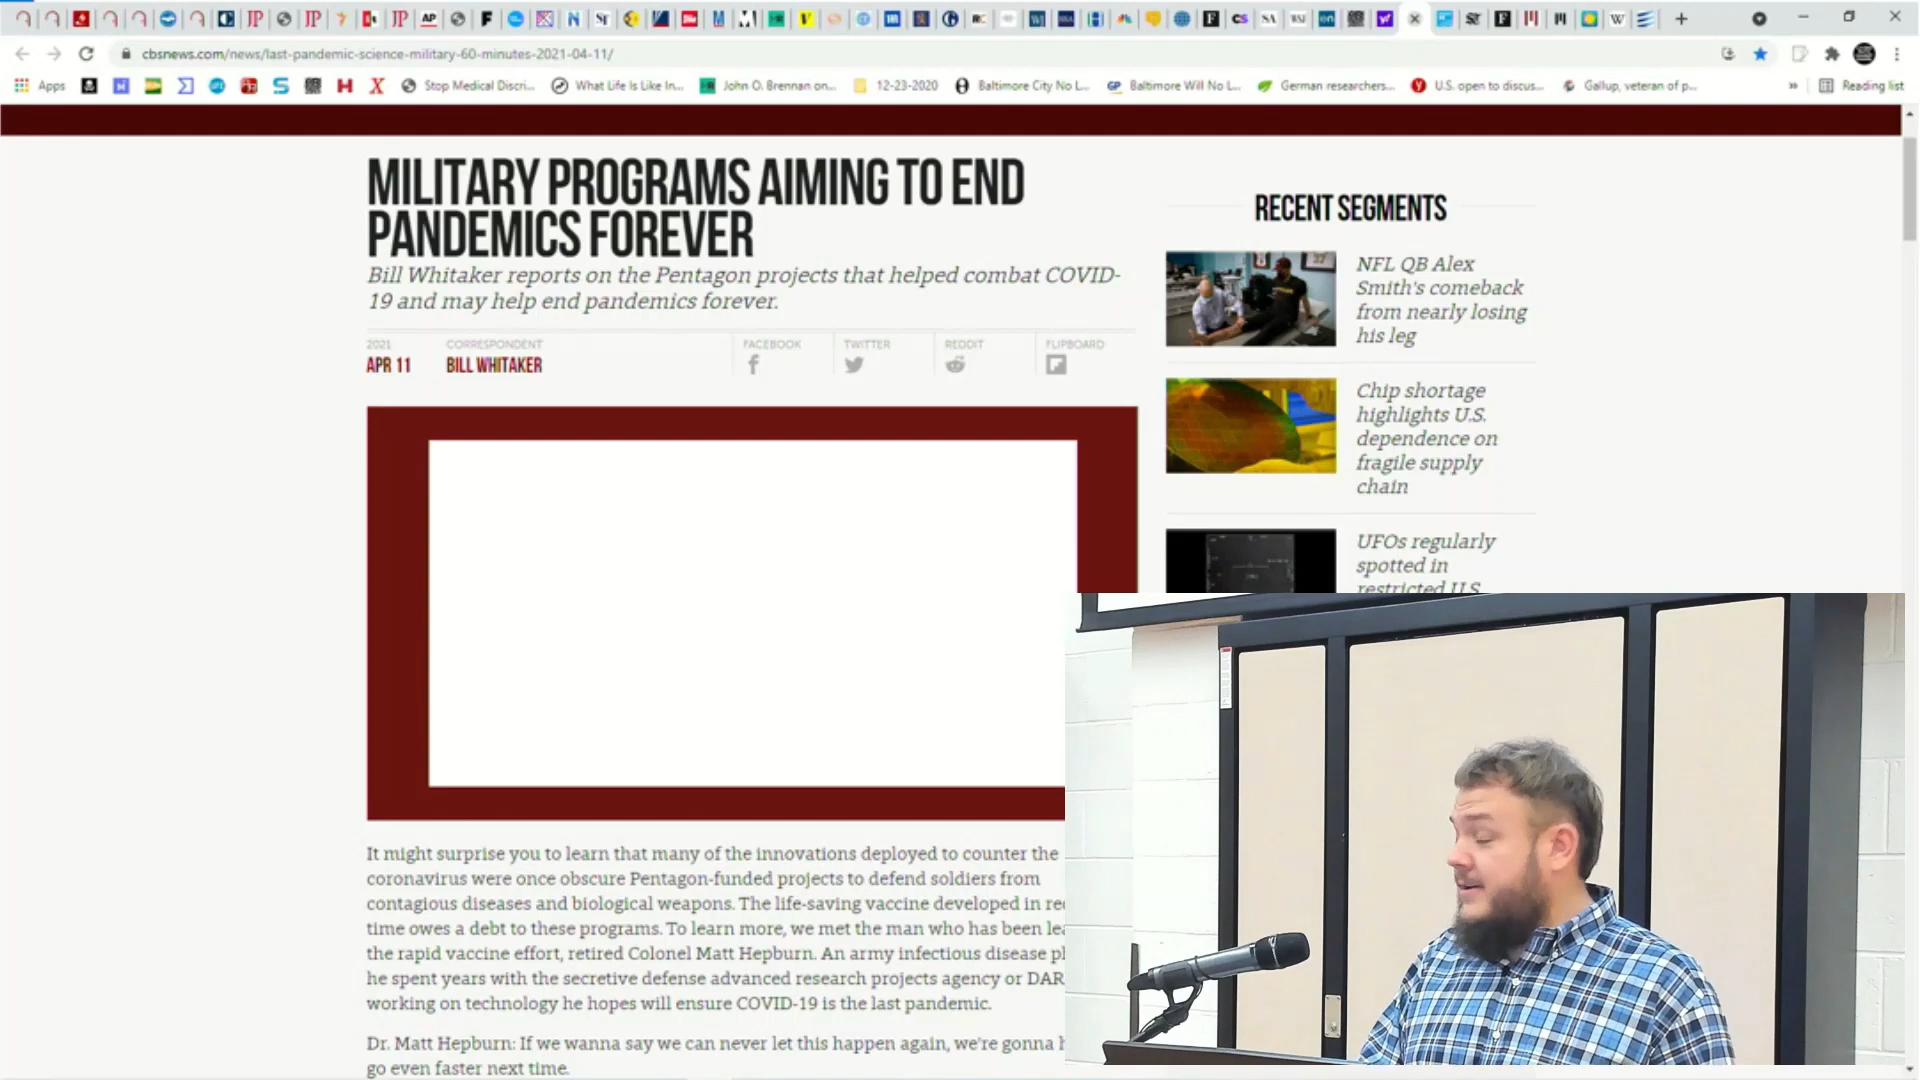 cbsnews.com/news/last-pandemic-science-military-60-minutes-2021-04-11/
Apps
Stop Medical Discri...
What Life Is Like In...
John O. Brennan on...
12-23-2020
Baltimore City No L...
Baltimore Will No L...
German researchers...
U.S. open to discus...
Gallup, veteran of p...
»
Reading list
MILITARY PROGRAMS AIMING TO END
PANDEMICS FOREVER
Bill Whitaker reports on the Pentagon projects that helped combat COVID-
19 and may help end pandemics forever.
2021
APR 11
CORRESPONDENT
BILL WHITAKER
FACEBOOK
TWITTER
REDDIT
FLIPBOARD
It might surprise you to learn that many of the innovations deployed to counter the
coronavirus were once obscure Pentagon-funded projects to defend soldiers from
contagious diseases and biological weapons. The life-saving vaccine developed in re
time owes a debt to these programs. To learn more, we met the man who has been lea
the rapid vaccine effort, retired Colonel Matt Hepburn. An army infectious disease p
he spent years with the secretive defense advanced research projects agency or DAR
working on technology he hopes will ensure COVID-19 is the last pandemic.
Dr. Matt Hepburn: If we wanna say we can never let this happen again, we're gonna h
go even faster next time.
RECENT SEGMENTS
NFL QB Alex
Smith's comeback
from nearly losing
his leg
Chip shortage
highlights U.S.
dependence on
fragile supply
chain
UFOs regularly
spotted in
restricted U.S.